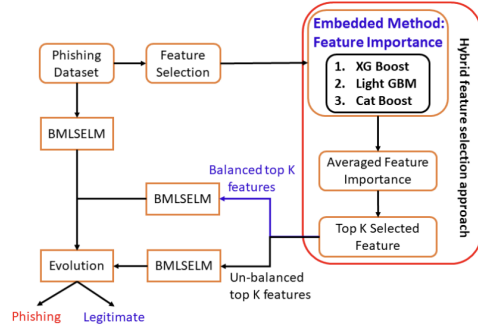 Phishing
Dataset
Feature
Selection
Embedded Method:
Feature Importance
1. XG Boost
2. Light GBM
3. Cat Boost
Hybrid feature selection approach
BMLSELM
Averaged Feature
Importance
Balanced top K
features
BMLSELM
Top K Selected
Feature
Evolution
BMLSELM
Un-balanced
top K features
Phishing
Legitimate